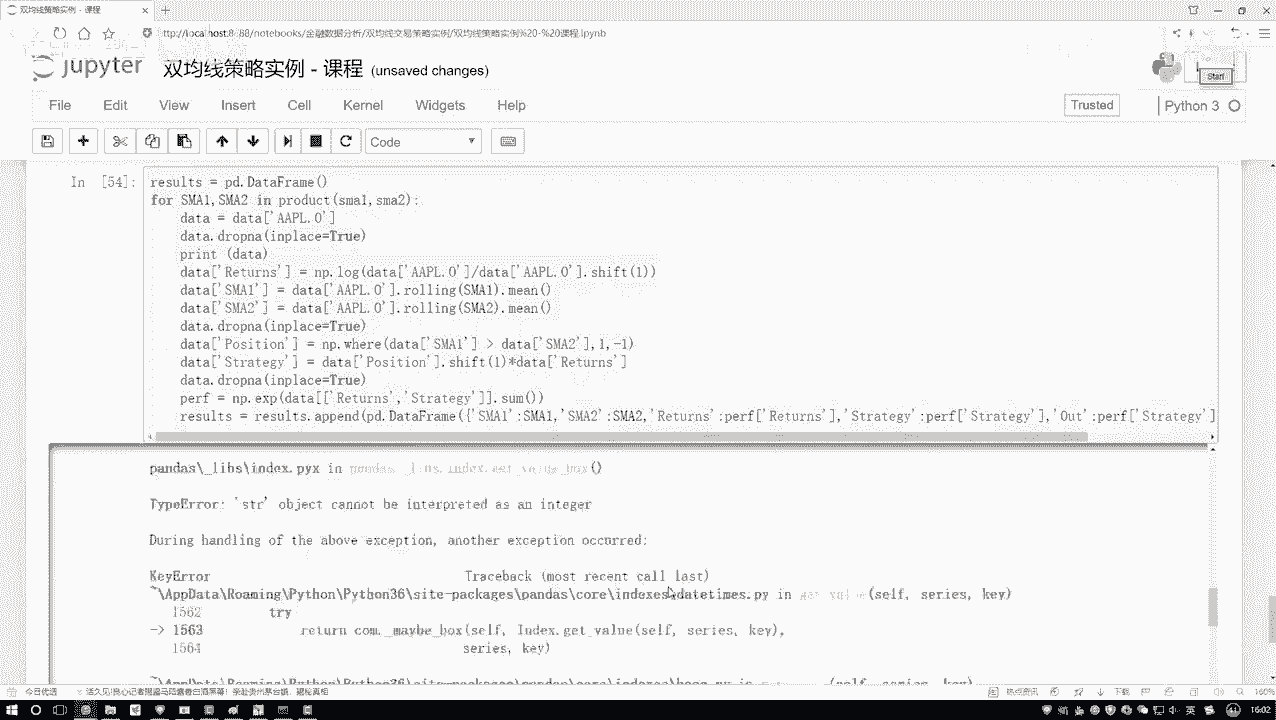 双均线策略实例 - 课程
ttp://localhost:8888/notebooks/金融数据分析/双均线交易策略实例/双均线策略实例%20-%20课程.ipynb
jupyter 双均线策略实例 - 课程 (unsaved changes)
Start
File Edit View Insert Cell Kernel Widgets Help
Trusted
Python 3
Code
In [54]:
results = pd.DataFrame()
for SMA1,SMA2 in product(sma1,sma2):
data = data['AAPL.O']
data.dropna(inplace=True)
print (data)
data['Returns'] = np.log(data['AAPL.O']/data['AAPL.O'].shift(1))
data['SMA1'] = data['AAPL.O'].rolling(SMA1).mean()
data['SMA2'] = data['AAPL.O'].rolling(SMA2).mean()
data.dropna(inplace=True)
data['Position'] = np.where(data['SMA1'] > data['SMA2'],1,-1)
data['Strategy'] = data['Position'].shift(1)*data['Returns']
data.dropna(inplace=True)
perf = np.exp(data[['Returns','Strategy']].sum())
results = results.append(pd.DataFrame({'SMA1':SMA1,'SMA2':SMA2,'Returns':perf['Returns'],'Strategy':perf['Strategy'],'Out':perf['Strategy']
pandas\_libs\index.pyx in pandas._libs.index.get_value_box()
TypeError: 'str' object cannot be interpreted as an integer
During handling of the above exception, another exception occurred:
KeyError Traceback (most recent call last)
~\AppData\Roaming\Python\Python36\site-packages\pandas\core\indexes\datetimes.py in get_value(self, series, key)
1562 try
-> 1563 return com._maybe_box(self, Index.get_value(self, series, key),
1564 series, key)
~\AppData\Roaming\Python\Python36\site-packages\pandas\core\indexes\base.py in (self, series, key)
今日优选
热点资讯
下载
160%
英
16:02